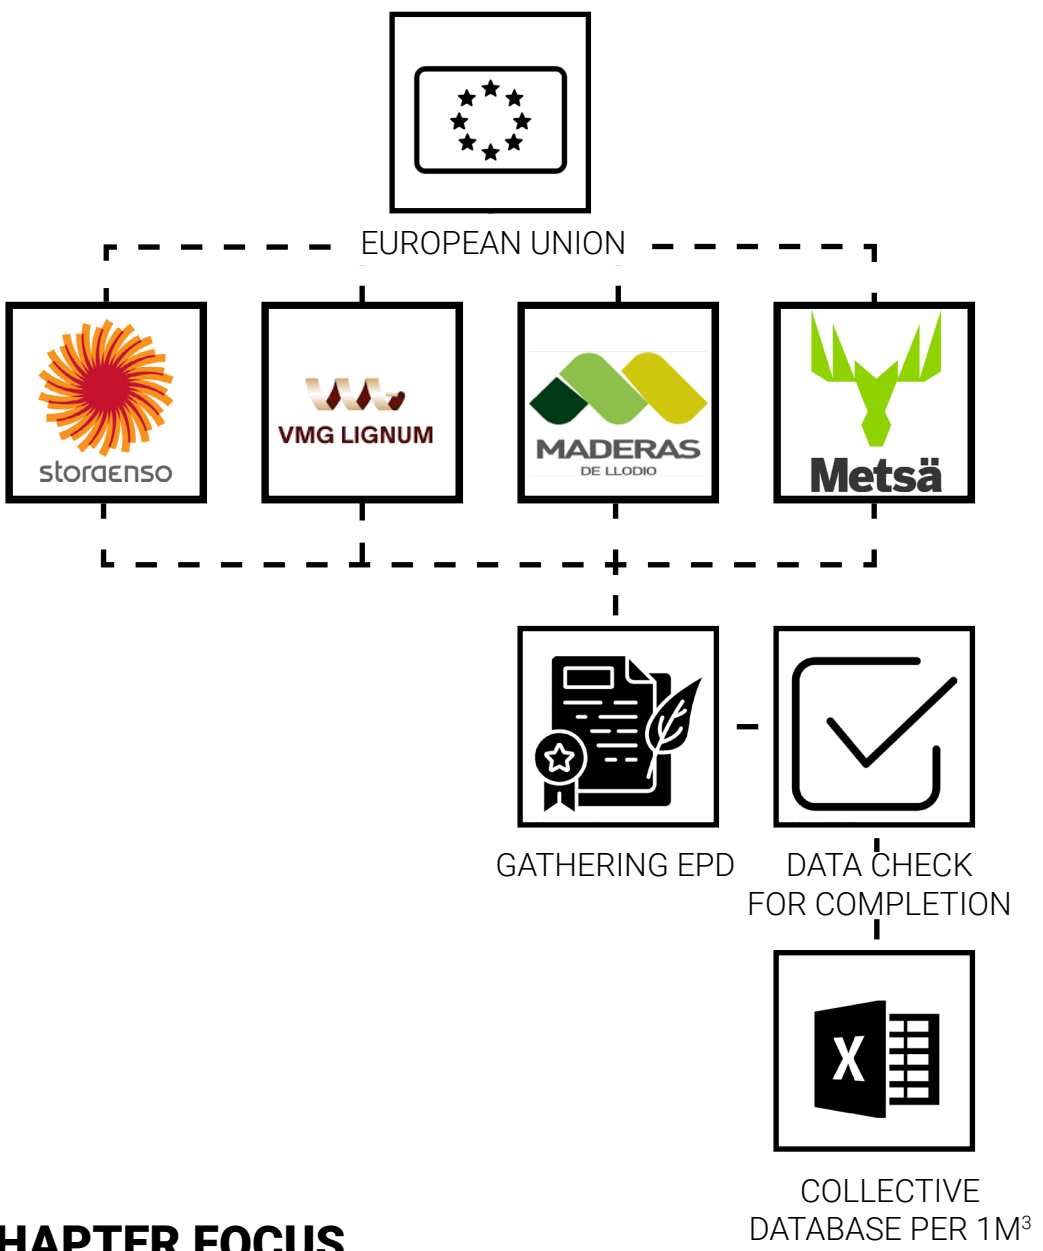 EUROPEAN UNION
storaenso
VMG LIGNUM
MADERAS
DE LLODIO
Metsä
GATHERING EPD
DATA CHECK
FOR COMPLETION
X
COLLECTIVE
DATABASE PER 1M³
HAPTER FOCUS